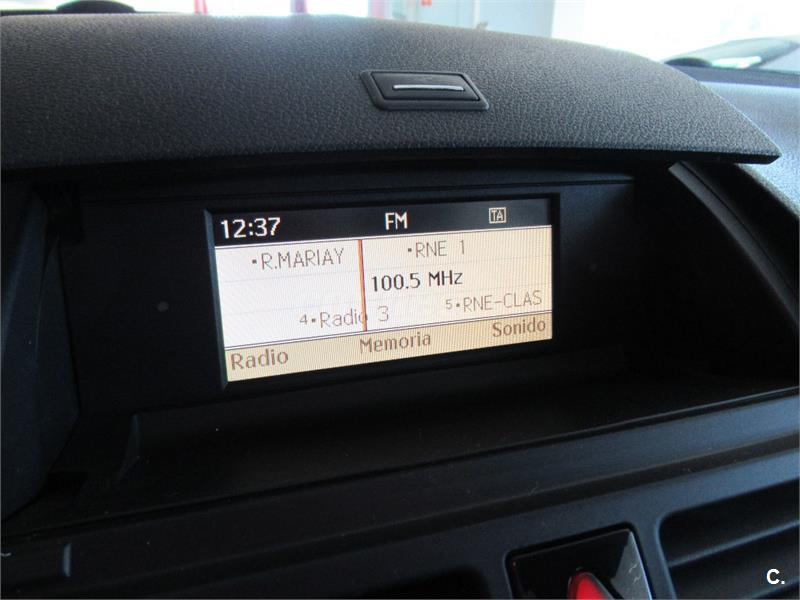 12:37 FM TA
•R.MARIAY •RNE 1
100.5 MHz
4•Radio 3 5•RNE-CLAS
Radio Memoria Sonido
C.